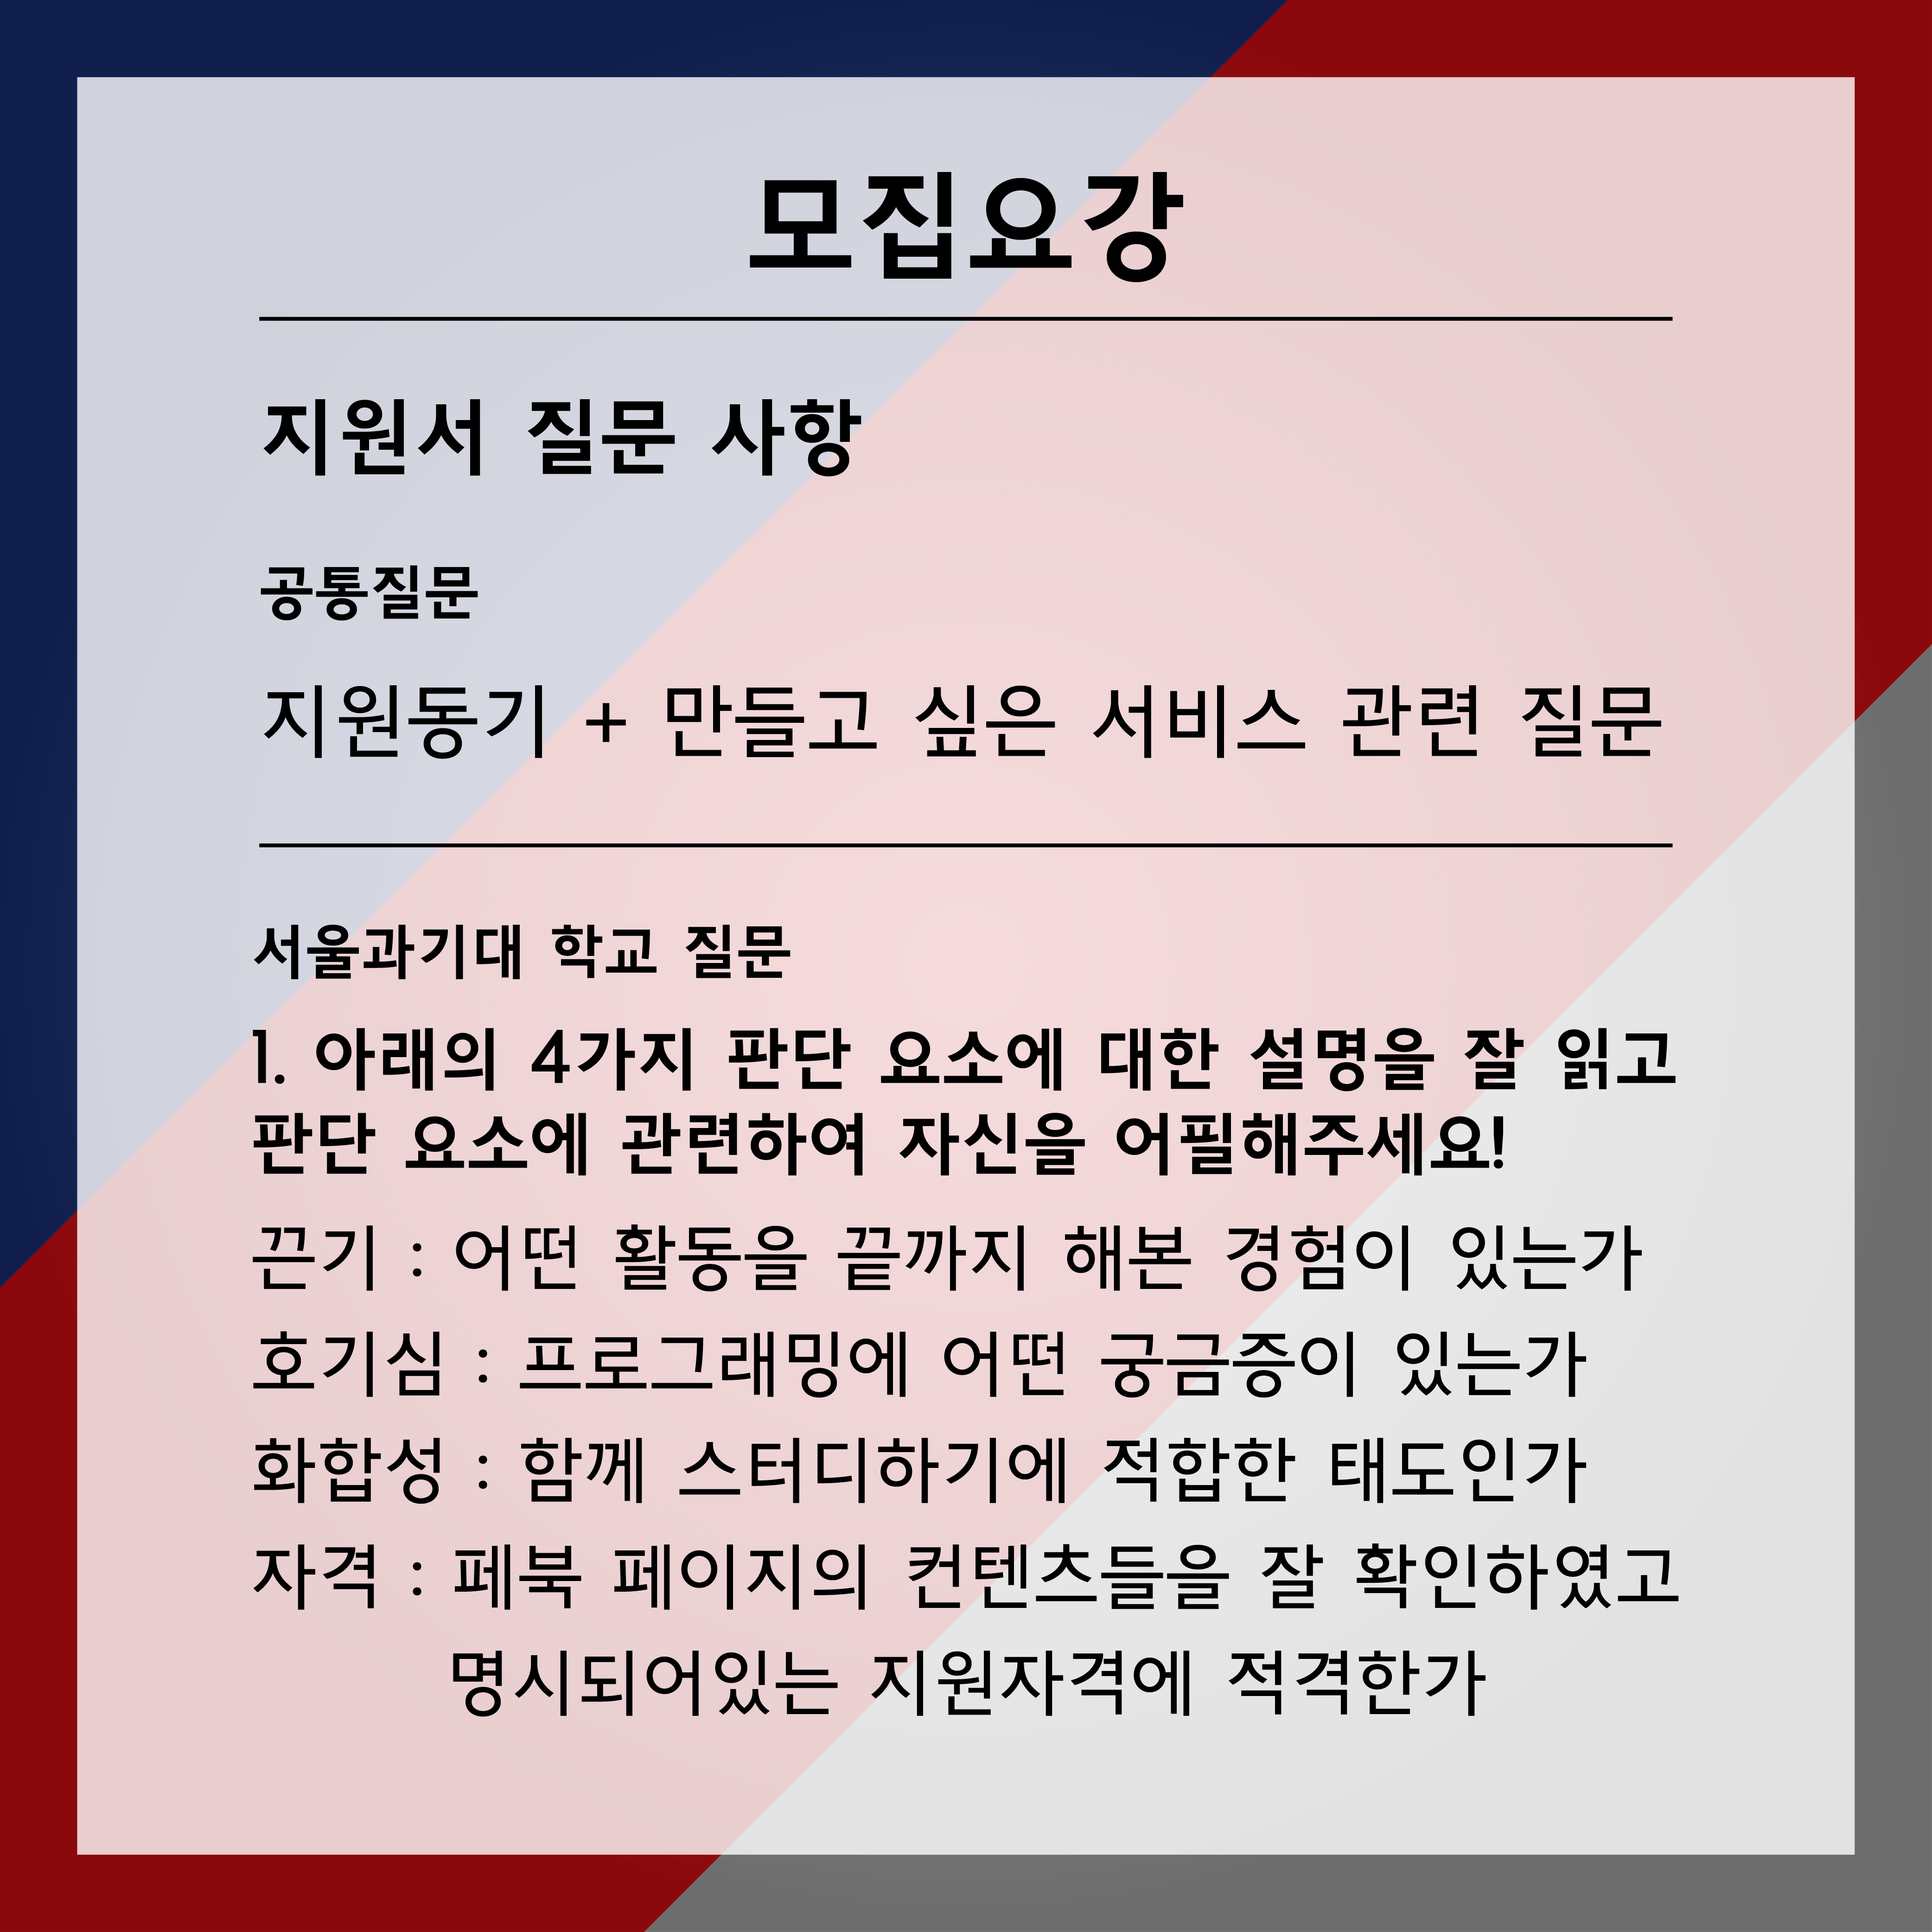 모집요강
지원서 질문 사항
공통질문
지원동기 + 만들고 싶은 서비스 관련 질문
서울과기대 학교 질문
1. 아래의 4가지 판단 요소에 대한 설명을 잘 읽고
판단 요소에 관련하여 자신을 어필해주세요!
끈기 : 어떤 활동을 끝까지 해본 경험이 있는가
호기심 : 프로그래밍에 어떤 궁금증이 있는가
화합성 : 함께 스터디하기에 적합한 태도인가
자격 : 페북 페이지의 컨텐츠들을 잘 확인하였고
명시되어있는 지원자격에 적격한가